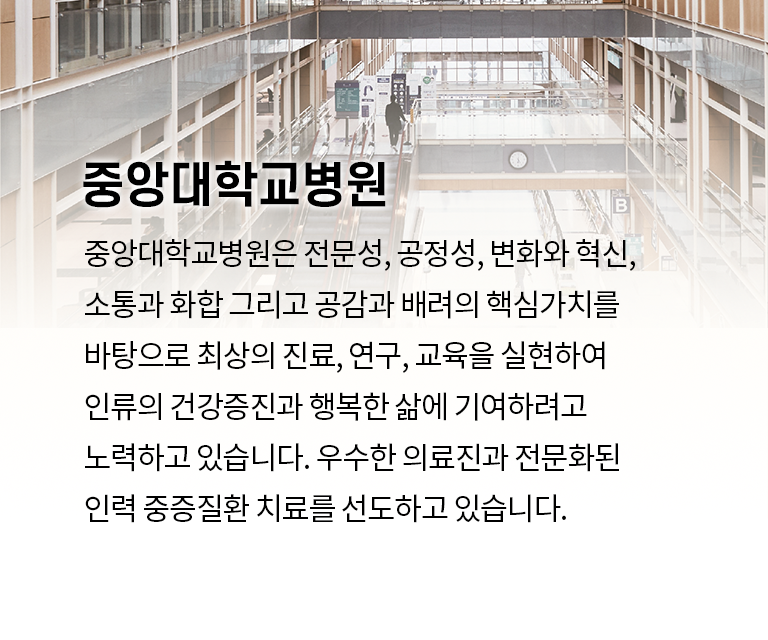 B
중앙대학교병원
중앙대학교병원은 전문성, 공정성, 변화와 혁신,
소통과 화합 그리고 공감과 배려의 핵심가치를
바탕으로 최상의 진료, 연구, 교육을 실현하여
인류의 건강증진과 행복한 삶에 기여하려고
노력하고 있습니다. 우수한 의료진과 전문화된
인력 중증질환 치료를 선도하고 있습니다.